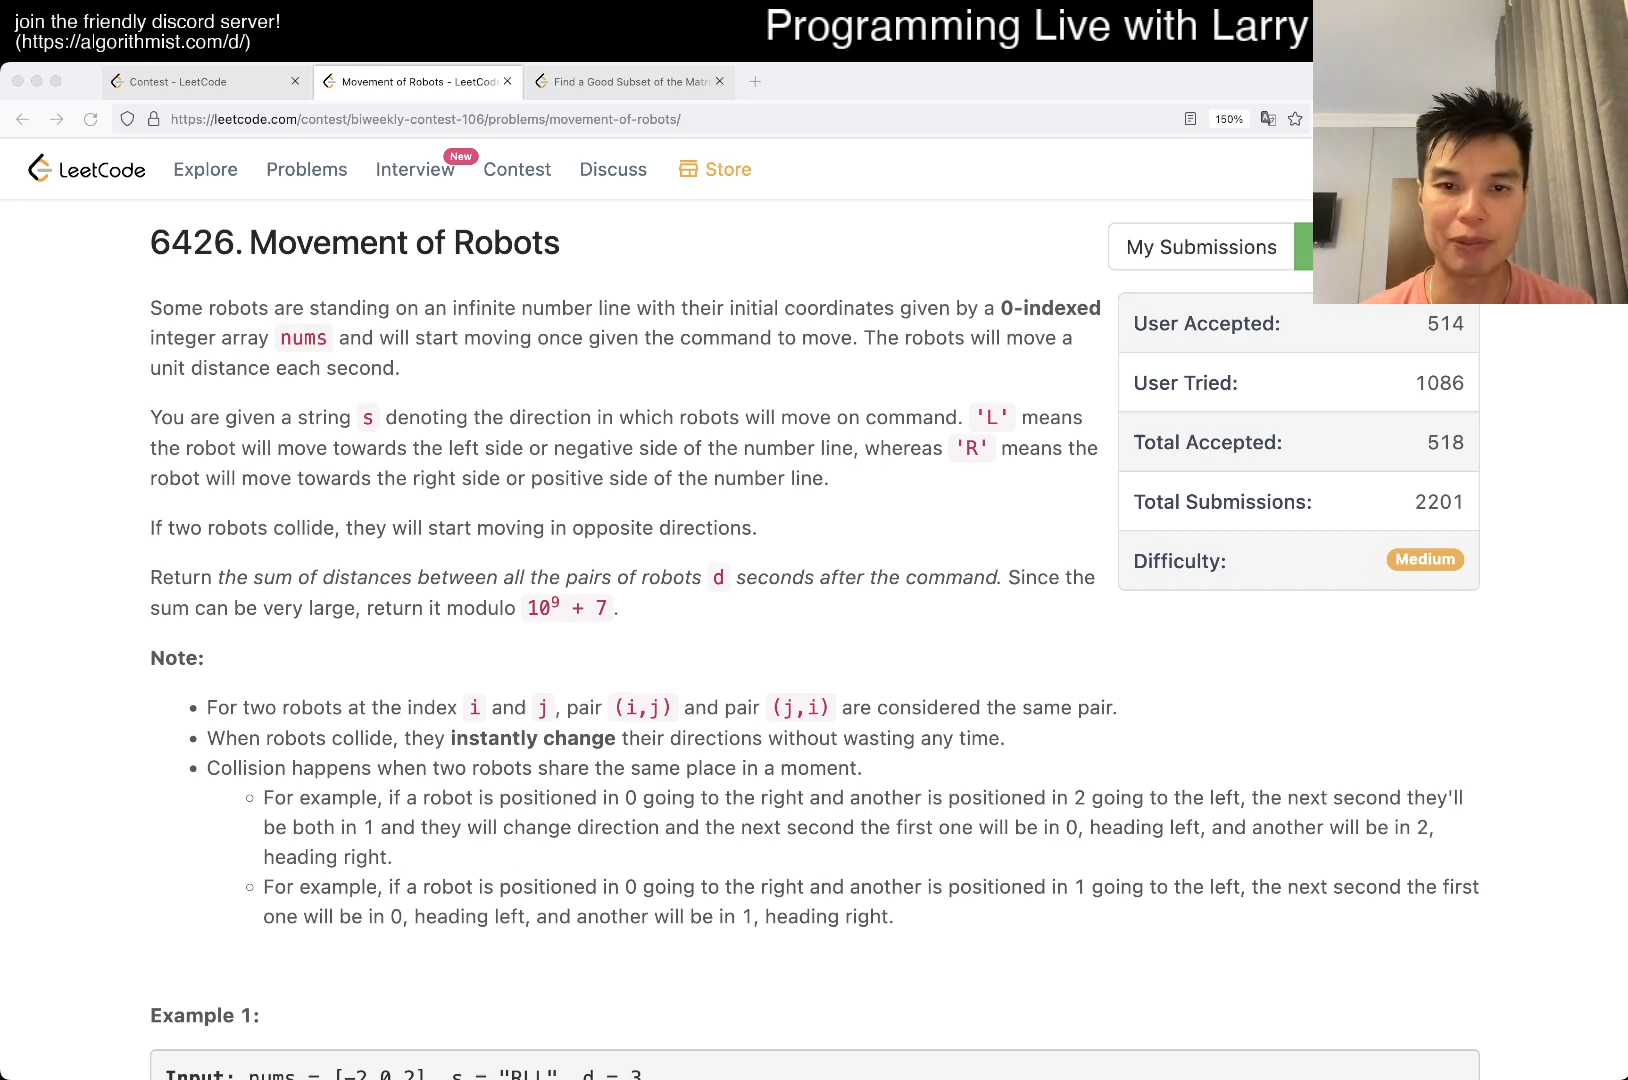 join the friendly discord server!
(https://algorithmist.com/d/)
Programming Live with Larry
Contest - LeetCode
Movement of Robots - LeetCode
Find a Good Subset of the Matri
https://leetcode.com/contest/biweekly-contest-106/problems/movement-of-robots/
150%
LeetCode
Explore
Problems
Interview
New
Contest
Discuss
Store
6426. Movement of Robots
My Submissions
Some robots are standing on an infinite number line with their initial coordinates given by a 0-indexed
integer array nums and will start moving once given the command to move. The robots will move a
unit distance each second.
You are given a string s denoting the direction in which robots will move on command. 'L' means
the robot will move towards the left side or negative side of the number line, whereas 'R' means the
robot will move towards the right side or positive side of the number line.
If two robots collide, they will start moving in opposite directions.
Return the sum of distances between all the pairs of robots d seconds after the command. Since the
sum can be very large, return it modulo 10⁹ + 7.
User Accepted: 514
User Tried: 1086
Total Accepted: 518
Total Submissions: 2201
Difficulty: Medium
Note:
• For two robots at the index i and j, pair (i,j) and pair (j,i) are considered the same pair.
• When robots collide, they instantly change their directions without wasting any time.
• Collision happens when two robots share the same place in a moment.
◦ For example, if a robot is positioned in 0 going to the right and another is positioned in 2 going to the left, the next second they'll
be both in 1 and they will change direction and the next second the first one will be in 0, heading left, and another will be in 2,
heading right.
◦ For example, if a robot is positioned in 0 going to the right and another is positioned in 1 going to the left, the next second the first
one will be in 0, heading left, and another will be in 1, heading right.
Example 1:
Input: nums = [-2,0,2], s = "RLL", d = 3